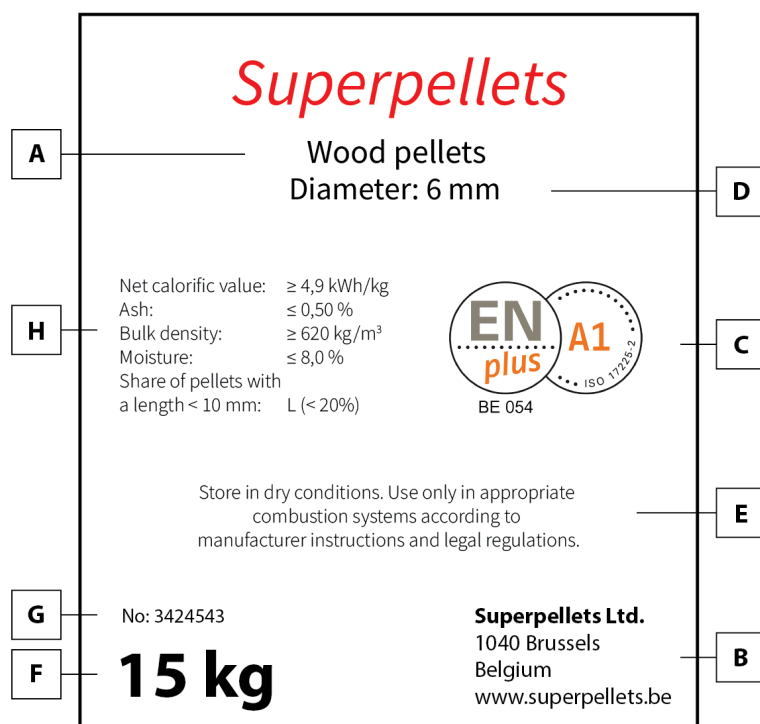 Superpellets
A
Wood pellets
Diameter: 6 mm
D
H
Net calorific value: ≥ 4,9 kWh/kg
Ash: ≤ 0,50 %
Bulk density: ≥ 620 kg/m³
Moisture: ≤ 8,0 %
Share of pellets with
a length < 10 mm: L (< 20%)
EN
plus
A1
ISO 17225-2
BE 054
C
Store in dry conditions. Use only in appropriate
combustion systems according to
manufacturer instructions and legal regulations.
E
G
No: 3424543
F
15 kg
Superpellets Ltd.
1040 Brussels
Belgium
www.superpellets.be
B